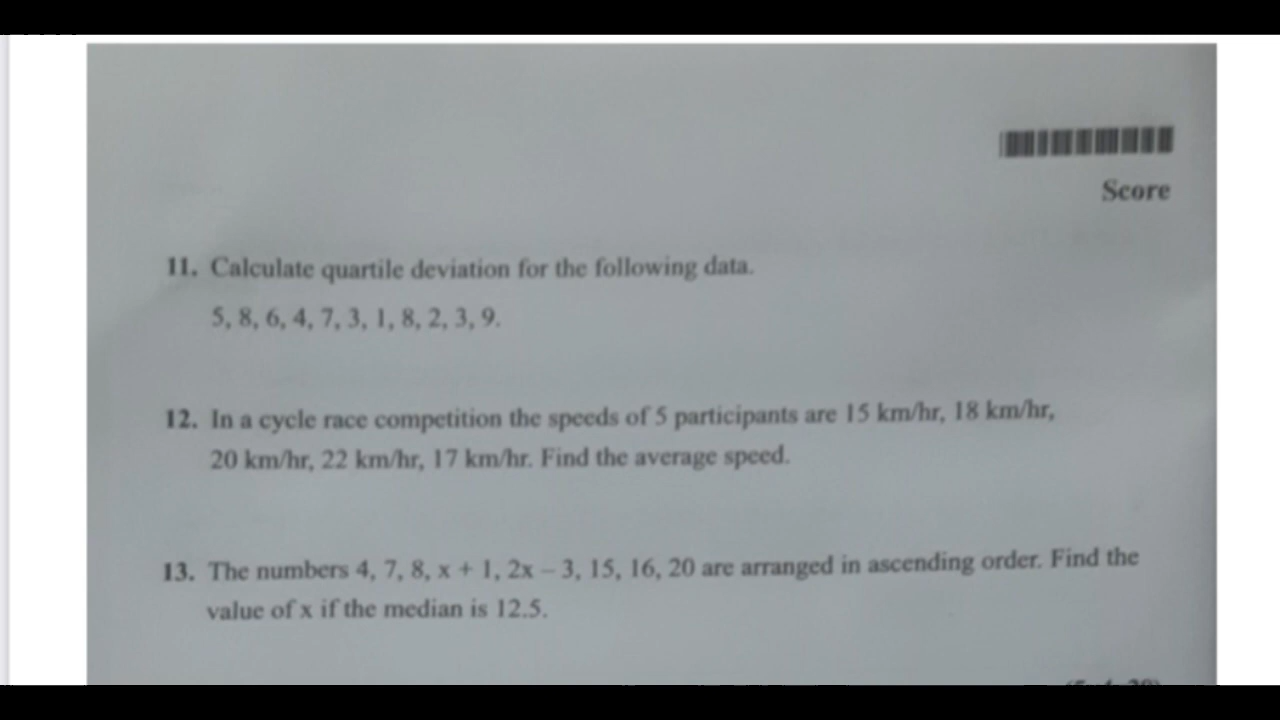 Score
11. Calculate quartile deviation for the following data.
5, 8, 6, 4, 7, 3, 1, 8, 2, 3, 9.
12. In a cycle race competition the speeds of 5 participants are 15 km/hr, 18 km/hr,
20 km/hr, 22 km/hr, 17 km/hr. Find the average speed.
13. The numbers 4, 7, 8, x + 1, 2x – 3, 15, 16, 20 are arranged in ascending order. Find the
value of x if the median is 12.5.